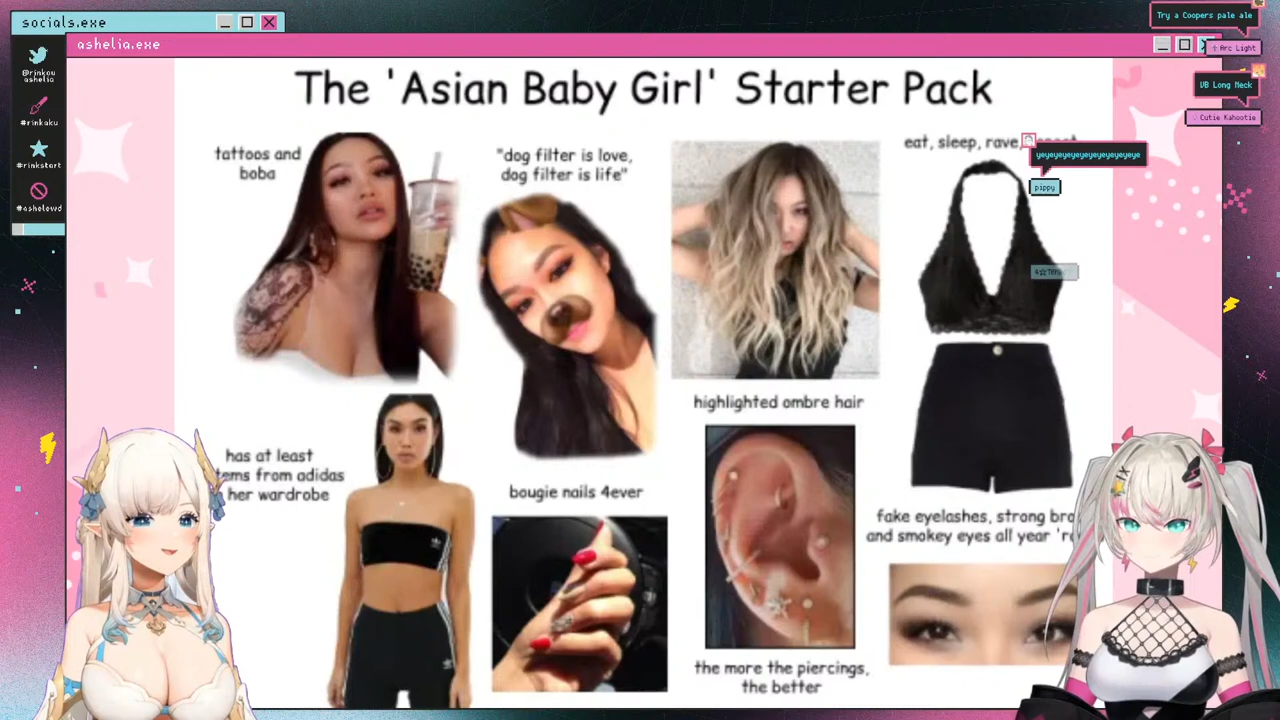 socials.exe
ashelia.exe
@rinkou
ashelia
#rinkaku
#rinkstart
#ashelewd
Try a Coopers pale ale
Arc Light
VB Long Neck
Cutie Kahootie
yeyeyeyeyeyeyeyeyeyeyeye
pippy
The 'Asian Baby Girl' Starter Pack
tattoos and
boba
"dog filter is love,
dog filter is life"
highlighted ombre hair
eat, sleep, rave,
has at least
items from adidas
her wardrobe
bougie nails 4ever
the more the piercings,
the better
fake eyelashes, strong bro
and smokey eyes all year 'ro